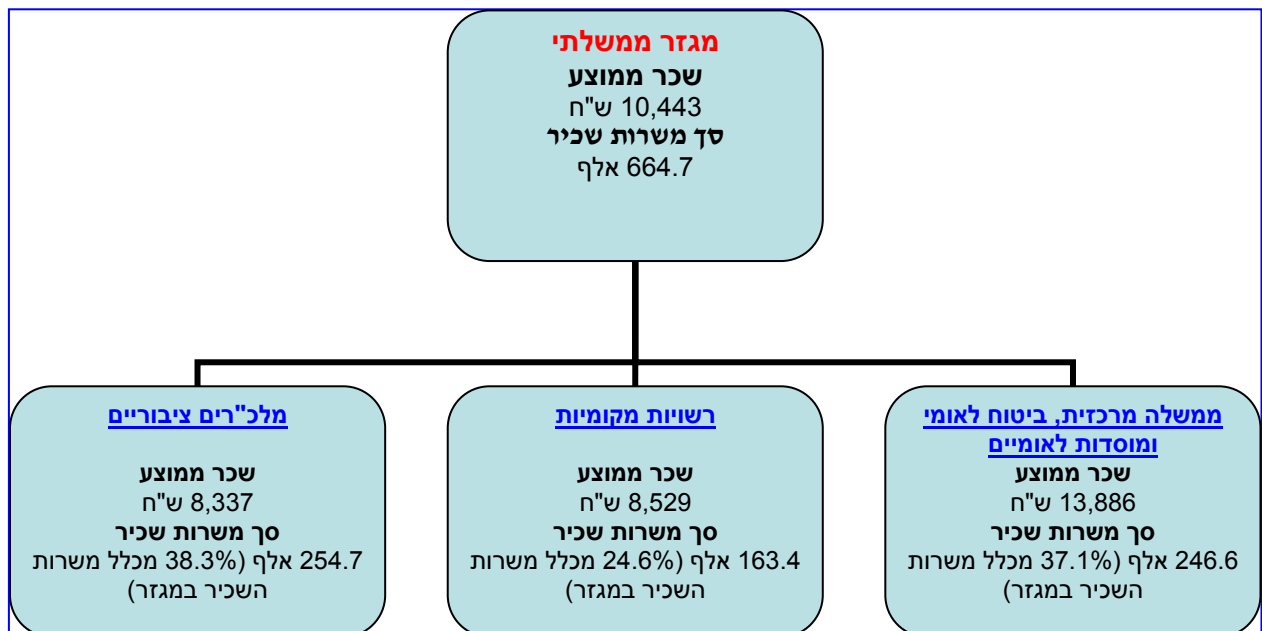 מגזר ממשלתי
שכר ממוצע
10,443 ש"ח
סך משרות שכיר
664.7 אלף
ממשלה מרכזית, ביטוח לאומי
ומוסדות לאומיים
שכר ממוצע
13,886 ש"ח
סך משרות שכיר
246.6 אלף (37.1% מכלל משרות
השכיר במגזר)
רשויות מקומיות
שכר ממוצע
8,529 ש"ח
סך משרות שכיר
163.4 אלף (24.6% מכלל משרות
השכיר במגזר)
מלכ"רים ציבוריים
שכר ממוצע
8,337 ש"ח
סך משרות שכיר
254.7 אלף (38.3% מכלל משרות
השכיר במגזר)